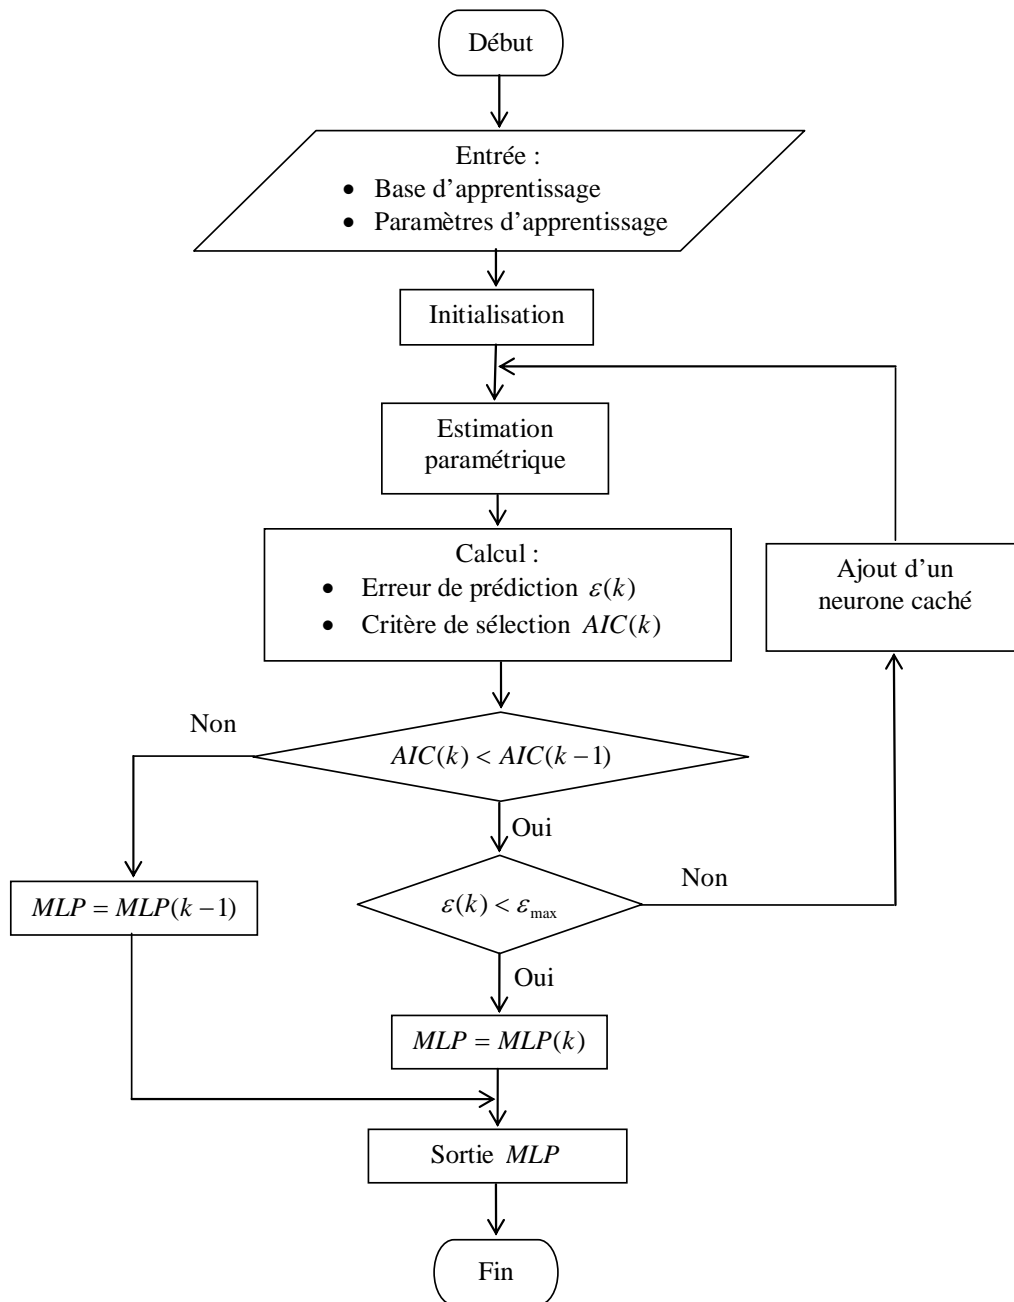 Début
Entrée :
• Base d'apprentissage
• Paramètres d'apprentissage
Initialisation
Estimation
paramétrique
Calcul :
• Erreur de prédiction ε(k)
• Critère de sélection AIC(k)
Ajout d’un
neurone caché
Non
AIC(k) < AIC(k − 1)
Oui
MLP = MLP(k − 1)
ε(k) < ε_max
Non
Oui
MLP = MLP(k)
Sortie MLP
Fin